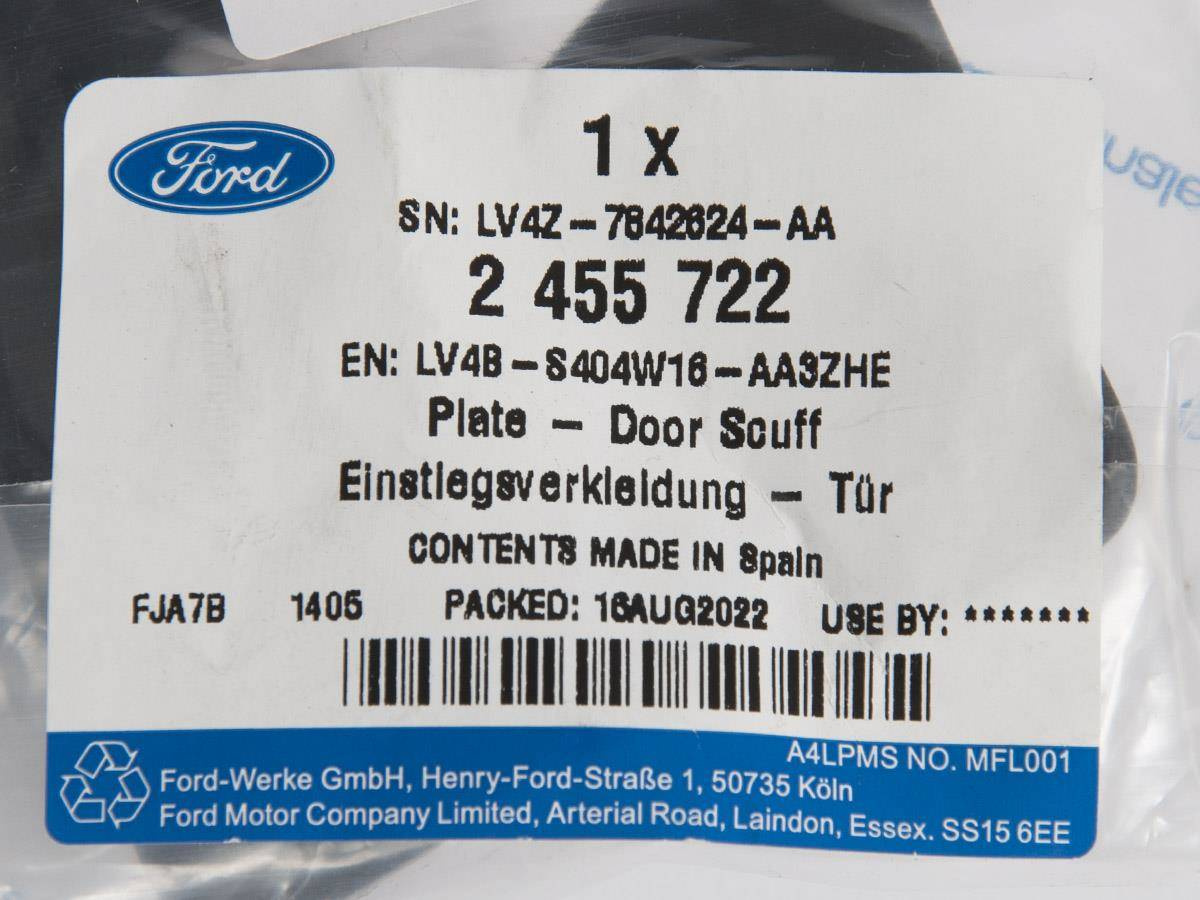 Ford
1 x
SN: LV4Z-7842624-AA
2 455 722
EN: LV4B-S404W16-AA3ZHE
Plate - Door Scuff
Einstiegsverkleidung - Tür
CONTENTS MADE IN Spain
FJA7B 1405 PACKED: 16AUG2022 USE BY: *******
A4LPMS NO. MFL001
Ford-Werke GmbH, Henry-Ford-Straße 1, 50735 Köln
Ford Motor Company Limited, Arterial Road, Laindon, Essex. SS15 6EE